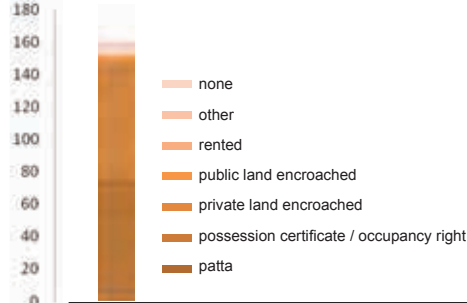 180
160
140
120
100
80
60
40
20
0
none
other
rented
public land encroached
private land encroached
possession certificate / occupancy right
patta